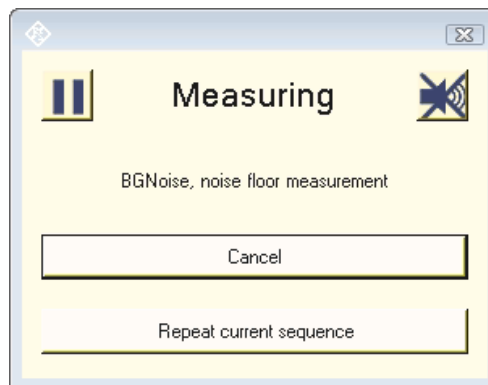 Measuring
BGNoise, noise floor measurement
Cancel
Repeat current sequence